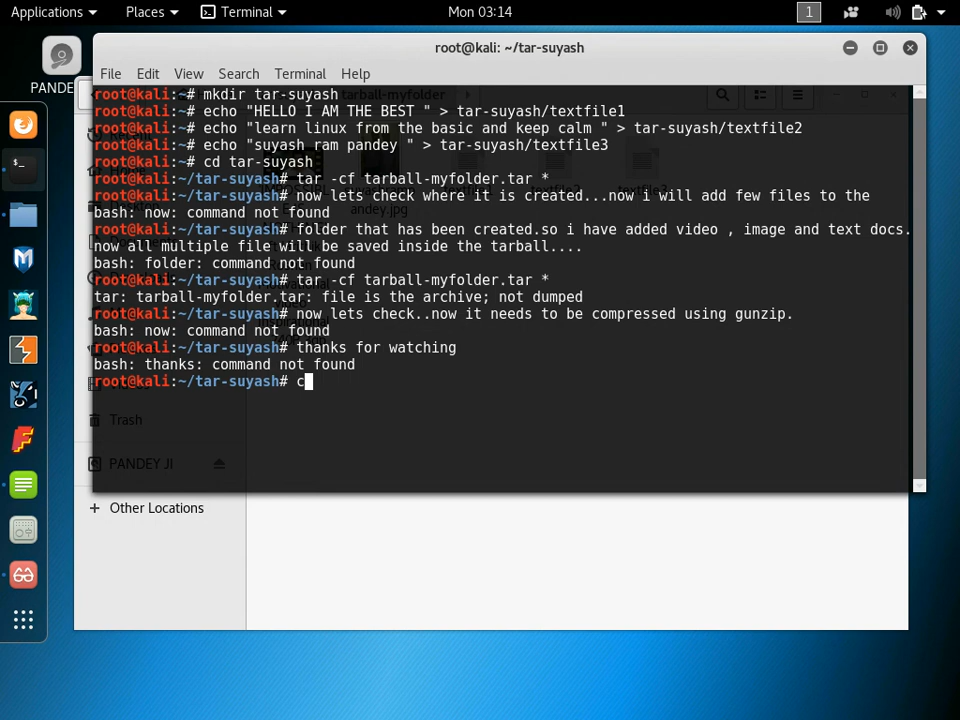 Applications Places Terminal Mon 03:14 1
PANDE
root@kali: ~/tar-suyash
File Edit View Search Terminal Help
root@kali:~# mkdir tar-suyash
root@kali:~# echo "HELLO I AM THE BEST " > tar-suyash/textfile1
root@kali:~# echo "learn linux from the basic and keep calm " > tar-suyash/textfile2
root@kali:~# echo "suyash ram pandey " > tar-suyash/textfile3
root@kali:~# cd tar-suyash
root@kali:~/tar-suyash# tar -cf tarball-myfolder.tar *
root@kali:~/tar-suyash# now lets check where it is created...now i will add few files to the
bash: now: command not found
root@kali:~/tar-suyash# folder that has been created.so i have added video , image and text docs.
now all multiple file will be saved inside the tarball....
bash: folder: command not found
root@kali:~/tar-suyash# tar -cf tarball-myfolder.tar *
tar: tarball-myfolder.tar: file is the archive; not dumped
root@kali:~/tar-suyash# now lets check..now it needs to be compressed using gunzip.
bash: now: command not found
root@kali:~/tar-suyash# thanks for watching
bash: thanks: command not found
root@kali:~/tar-suyash# c
tarball-myfolder
andey.jpg
Trash
PANDEY JI
Other Locations